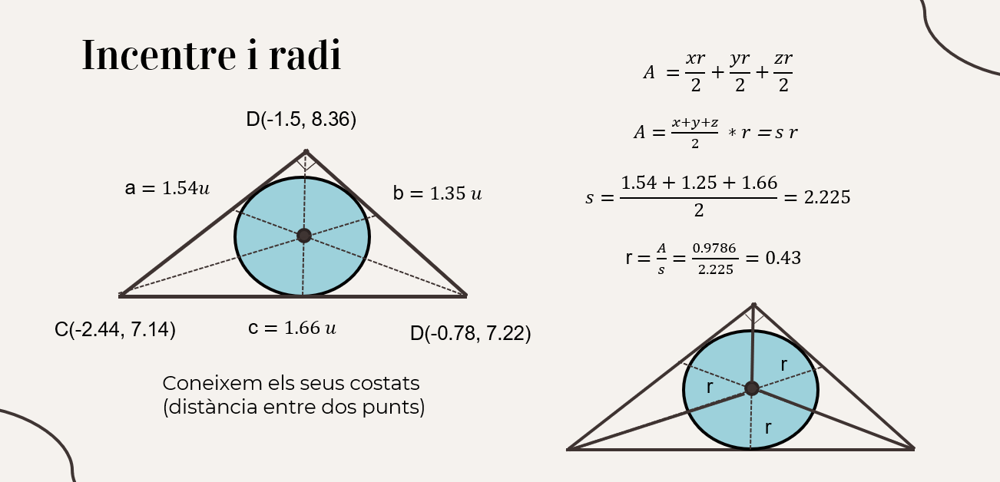 Incentre i radi
D(-1.5, 8.36)
a = 1.54u
b = 1.35 u
C(-2.44, 7.14)
c = 1.66 u
D(-0.78, 7.22)
Coneixem els seus costats
(distància entre dos punts)
A = xr/2 + yr/2 + zr/2
A = x+y+z/2 * r = s r
s = 1.54 + 1.25 + 1.66/2 = 2.225
r = A/s = 0.9786/2.225 = 0.43
r
r
r